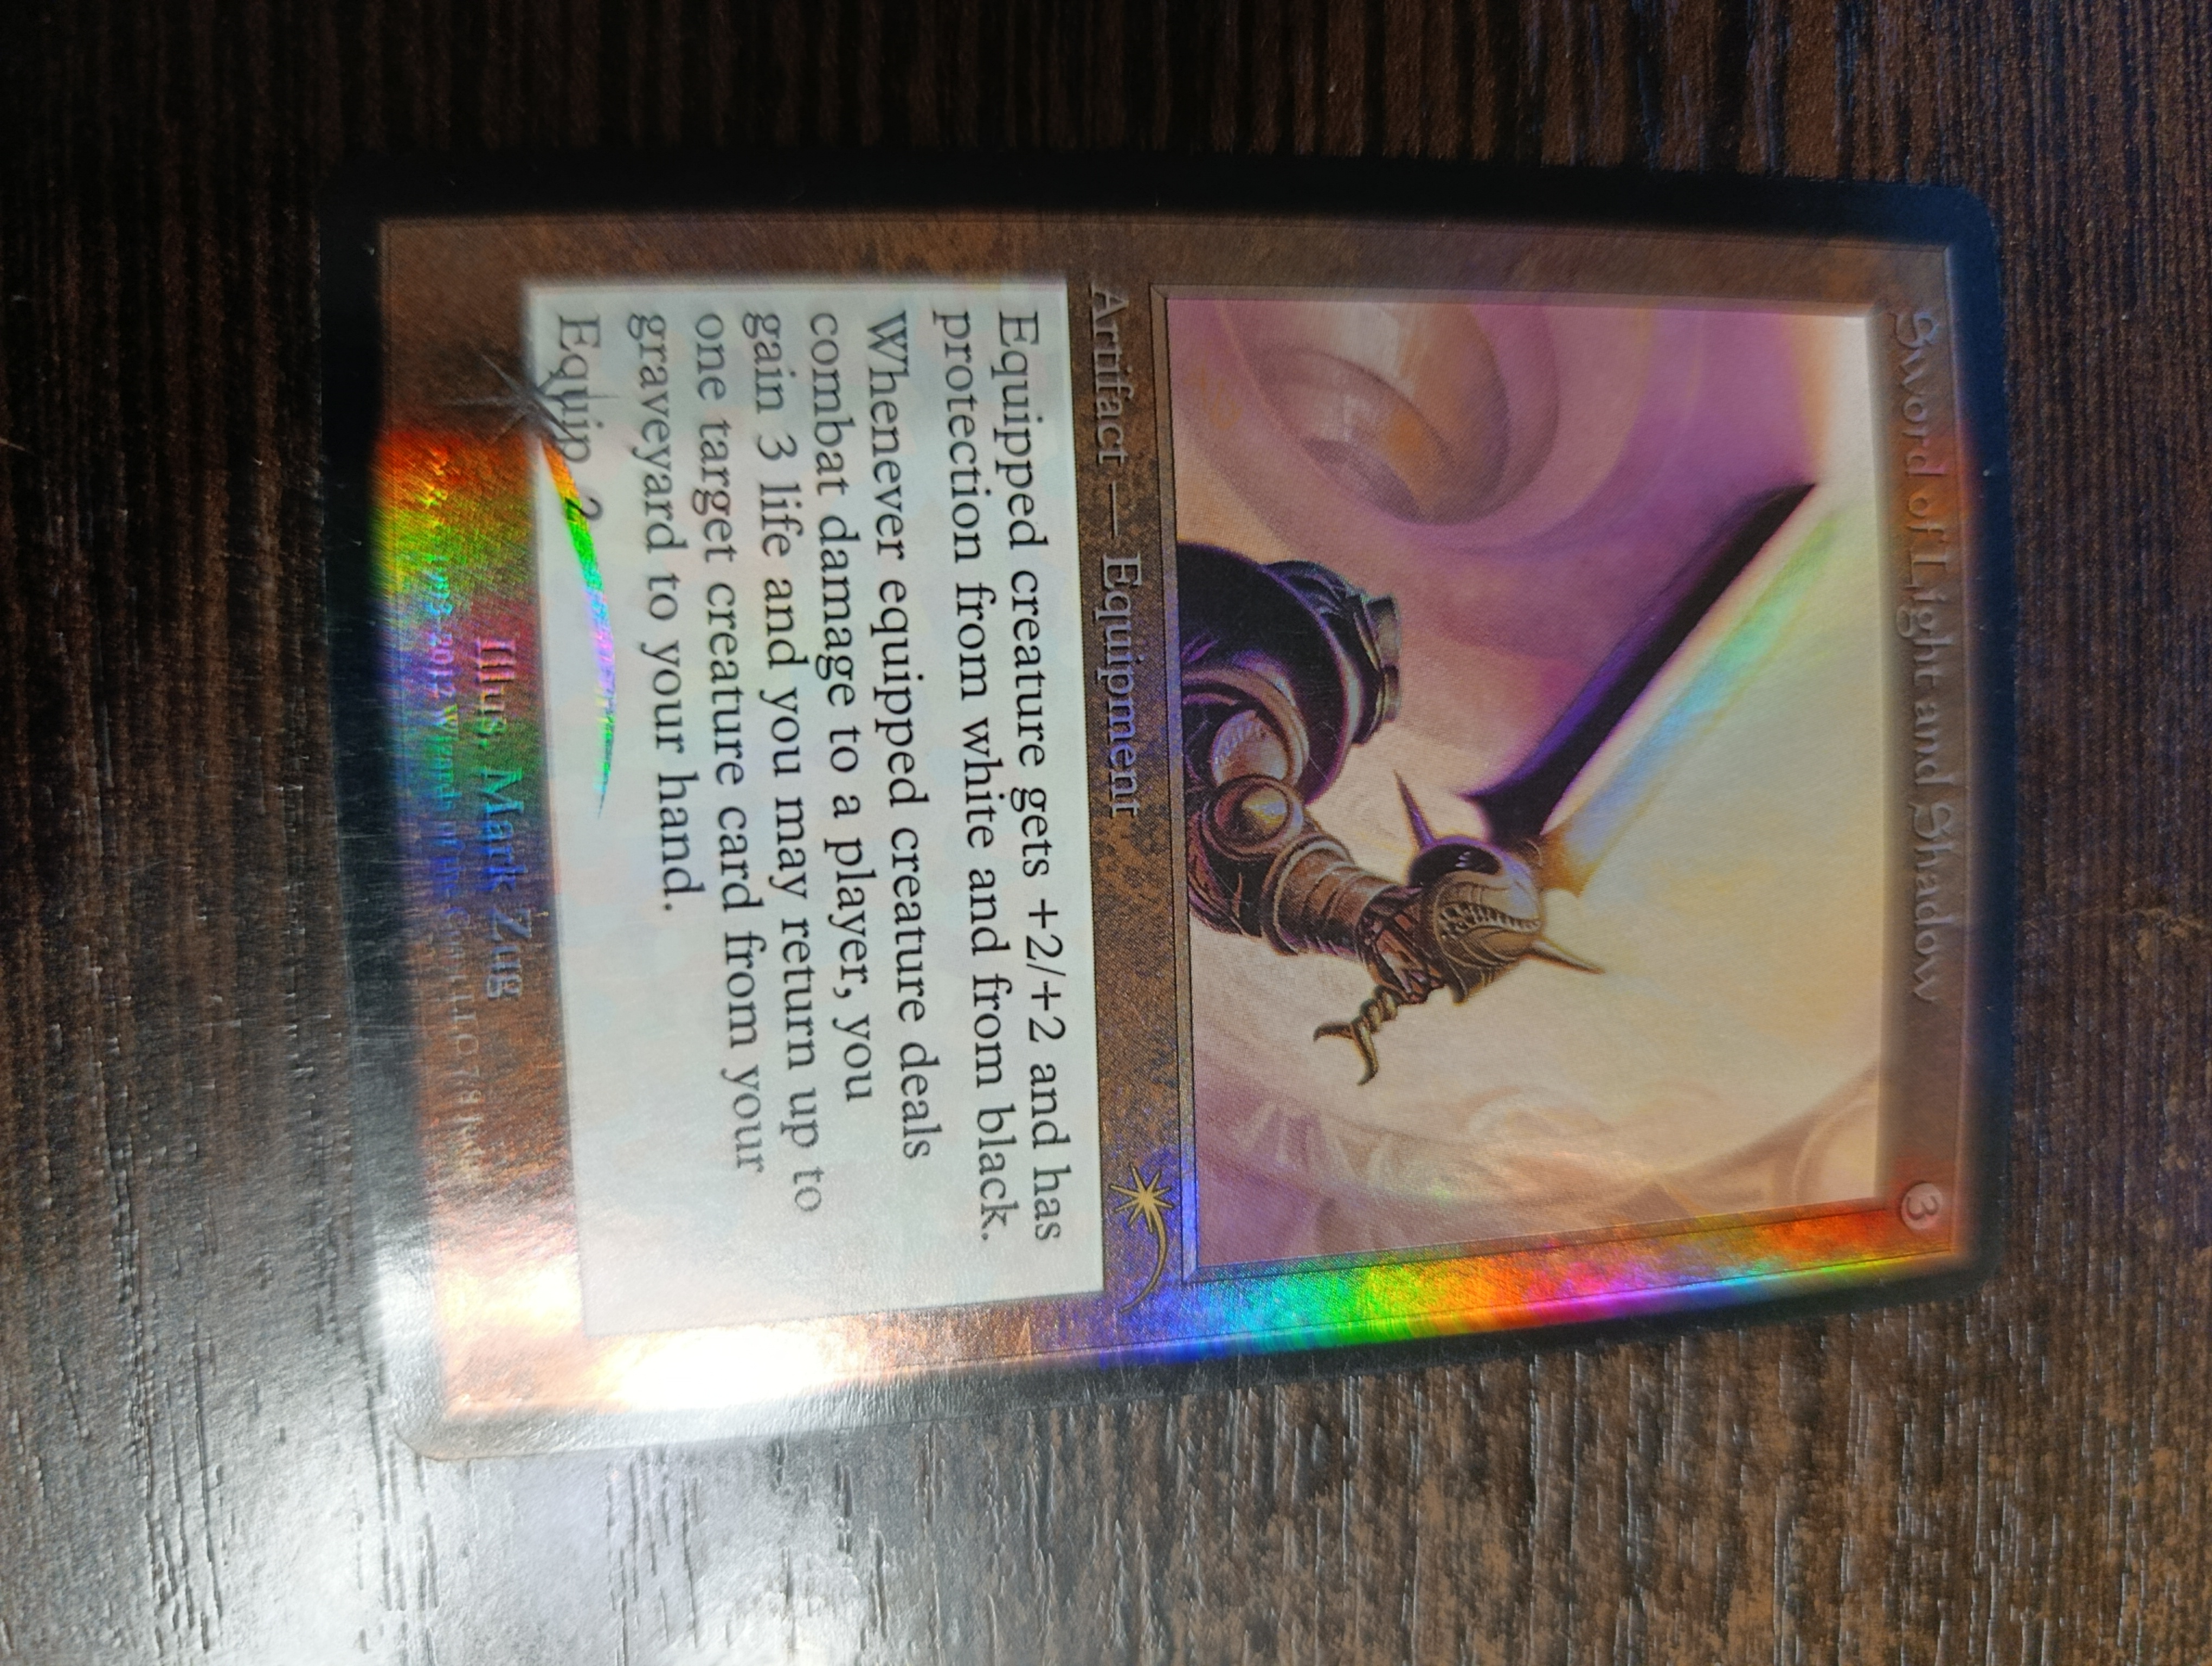 Sword of Light and Shadow
3
Artifact — Equipment
Equipped creature gets +2/+2 and has
protection from white and from black.
Whenever equipped creature deals
combat damage to a player, you
gain 3 life and you may return up to
one target creature card from your
graveyard to your hand.
Equip 2
Illus. Mark Zug